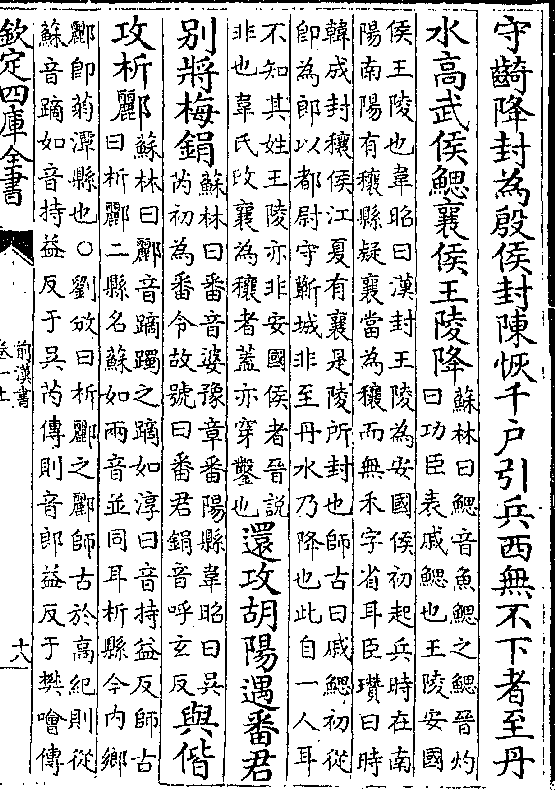 守齮降封為殷侯封陳恢千户引兵西無不下者至丹
水高武侯鰓襄侯王陵降
蘇林曰鰓音魚鰓之鰓晉灼
曰功臣表戚鰓也王陵安國
侯王陵也韋昭曰漢封王陵為安國侯初起兵時在南
陽南陽有穰縣疑襄當為穰而無禾字省耳臣瓚曰時
韓成封穰侯江夏有襄是陵所封也師古曰戚鰓初從
即為郎以都尉守蘄城非至丹水乃降也此自一人耳
不知其姓王陵亦非安國侯者晉說
非也韋氏改襄為穰者蓋亦穿鑿也
還攻胡陽遇番君
别將梅鋗
蘇林曰番音婆豫章番陽縣韋昭曰吳
芮初為番令故號曰番君鋗音呼玄反
與偕
攻析酈
蘇林曰酈音蹢躅之蹢如淳曰音持益反師古
曰析酈二縣名蘇如兩音並同耳析縣今内鄉
酈即菊潭縣也○劉攽曰析酈之酈師古於高紀則從
蘇音蹢如音持益反于吳芮傳則音郎益反于樊噲傳
欽定四庫全書
前漢書
卷一上
十八